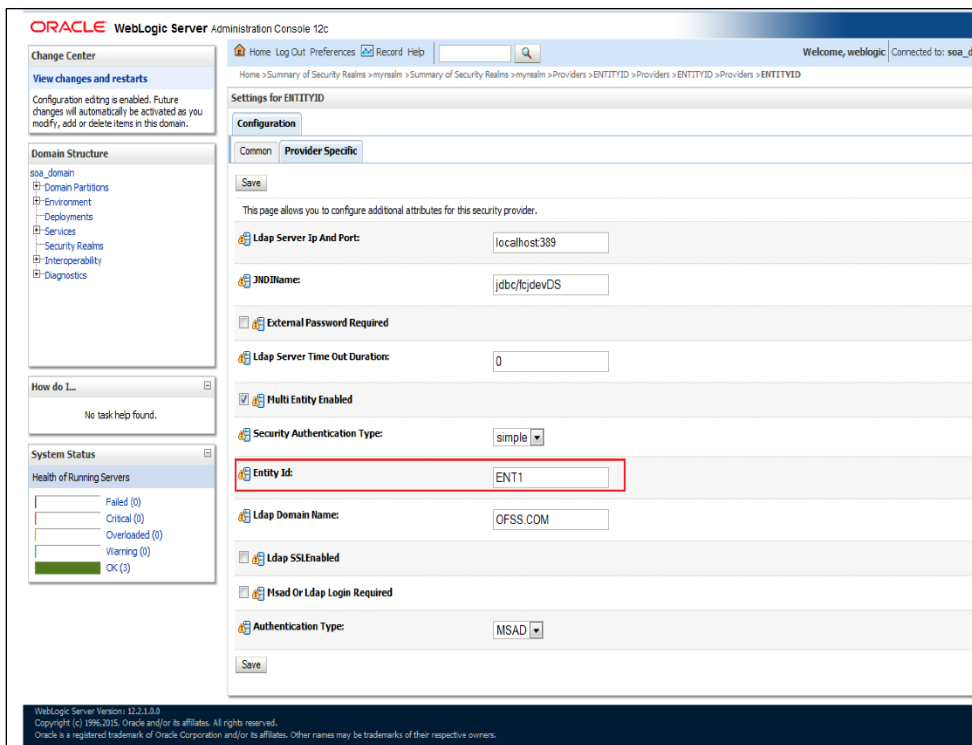 ORACLE WebLogic Server Administration Console 12c
Change Center
View changes and restarts
Configuration editing is enabled. Future
changes will automatically be activated as you
modify, add or delete items in this domain.
Domain Structure
soa_domain
Domain Partitions
Environment
Deployments
Services
Security Realms
Interoperability
Diagnostics
How do I...
No task help found.
System Status
Health of Running Servers
Failed (0)
Critical (0)
Overloaded (0)
Warning (0)
OK (3)
Home Log Out Preferences Record Help
Welcome, weblogic Connected to: soa_d
Home >Summary of Security Realms >myrealm >Summary of Security Realms >myrealm >Providers >ENTITYID >Providers >ENTITYID >Providers >ENTITYID
Settings for ENTITYID
Configuration
Common Provider Specific
Save
This page allows you to configure additional attributes for this security provider.
Ldap Server Ip And Port: localhost:389
JNDIName: jdbc/fcjdevDS
External Password Required
Ldap Server Time Out Duration: 0
Multi Entity Enabled
Security Authentication Type: simple
Entity Id: ENT1
Ldap Domain Name: OFSS.COM
Ldap SSLEnabled
Msad Or Ldap Login Required
Authentication Type: MSAD
Save
WebLogic Server Version: 12.2.1.0.0
Copyright (c) 1996,2015, Oracle and/or its affiliates. All rights reserved.
Oracle is a registered trademark of Oracle Corporation and/or its affiliates. Other names may be trademarks of their respective owners.